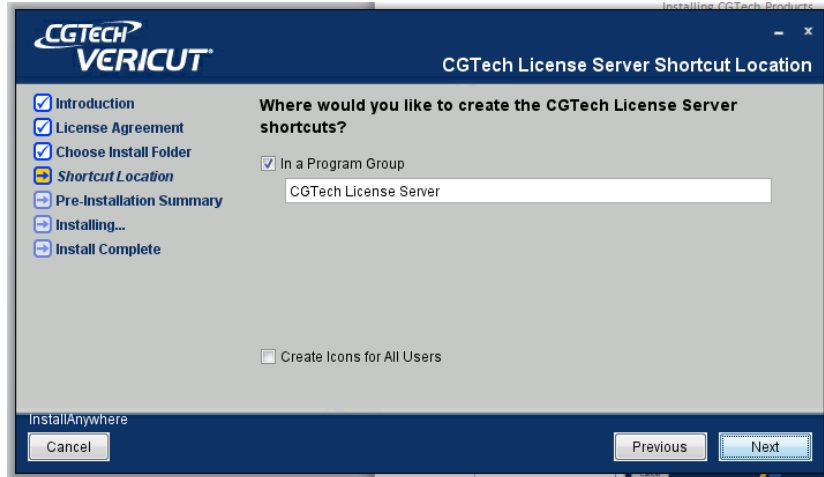 Installing CGTech Products
CGTECH
VERICUT®
CGTech License Server Shortcut Location
Introduction
License Agreement
Choose Install Folder
Shortcut Location
Pre-Installation Summary
Installing...
Install Complete
Where would you like to create the CGTech License Server
shortcuts?
In a Program Group
CGTech License Server
Create Icons for All Users
InstallAnywhere
Cancel
Previous
Next